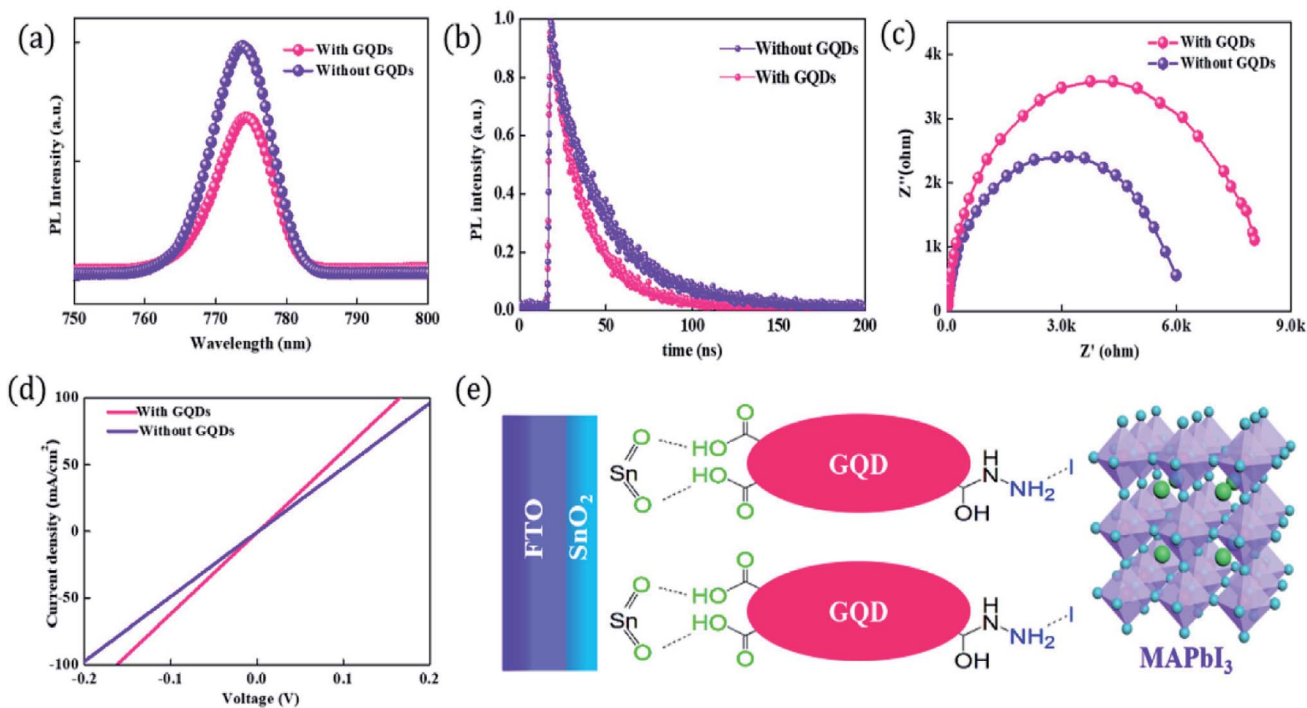 (a)
With GQDs
Without GQDs
PL Intensity (a.u.)
750 760 770 780 790 800
Wavelength (nm)
(b)
Without GQDs
With GQDs
PL intensity (a.u.)
1.0
0.8
0.6
0.4
0.2
0.0
0 50 100 150 200
time (ns)
(c)
With GQDs
Without GQDs
Z''(ohm)
4k
3k
2k
1k
0
0.0 3.0k 6.0k 9.0k
Z' (ohm)
(d)
With GQDs
Without GQDs
Current density (mA/cm²)
100
50
0
-50
-100
-0.2 -0.1 0.0 0.1 0.2
Voltage (V)
(e)
FTO
SnO₂
O
Sn
O
O
HO
HO
O
GQD
H
N
NH₂
I
OH
O
Sn
O
O
HO
HO
O
GQD
H
N
NH₂
I
OH
MAPbI₃